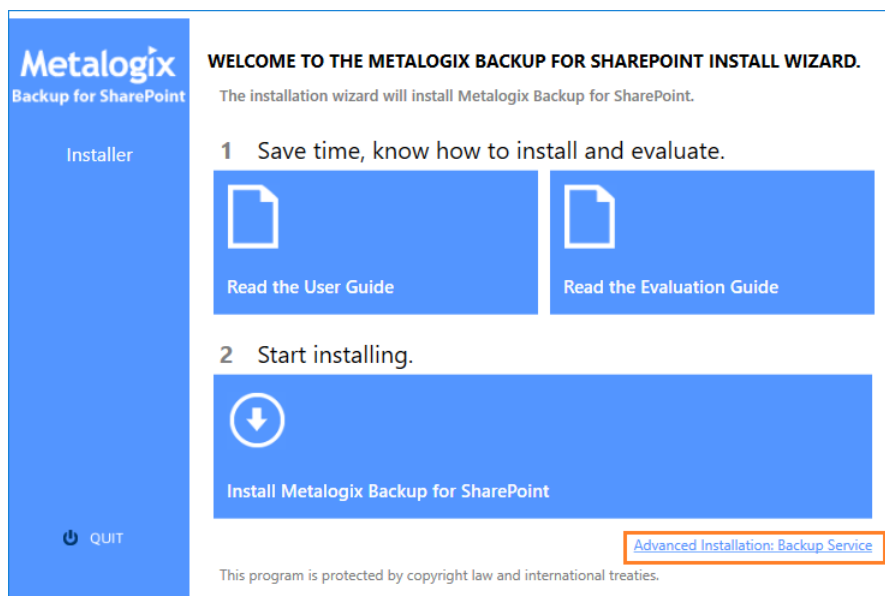 Metalogix
Backup for SharePoint
Installer
QUIT
WELCOME TO THE METALOGIX BACKUP FOR SHAREPOINT INSTALL WIZARD.
The installation wizard will install Metalogix Backup for SharePoint.
1 Save time, know how to install and evaluate.
Read the User Guide
Read the Evaluation Guide
2 Start installing.
Install Metalogix Backup for SharePoint
Advanced Installation: Backup Service
This program is protected by copyright law and international treaties.